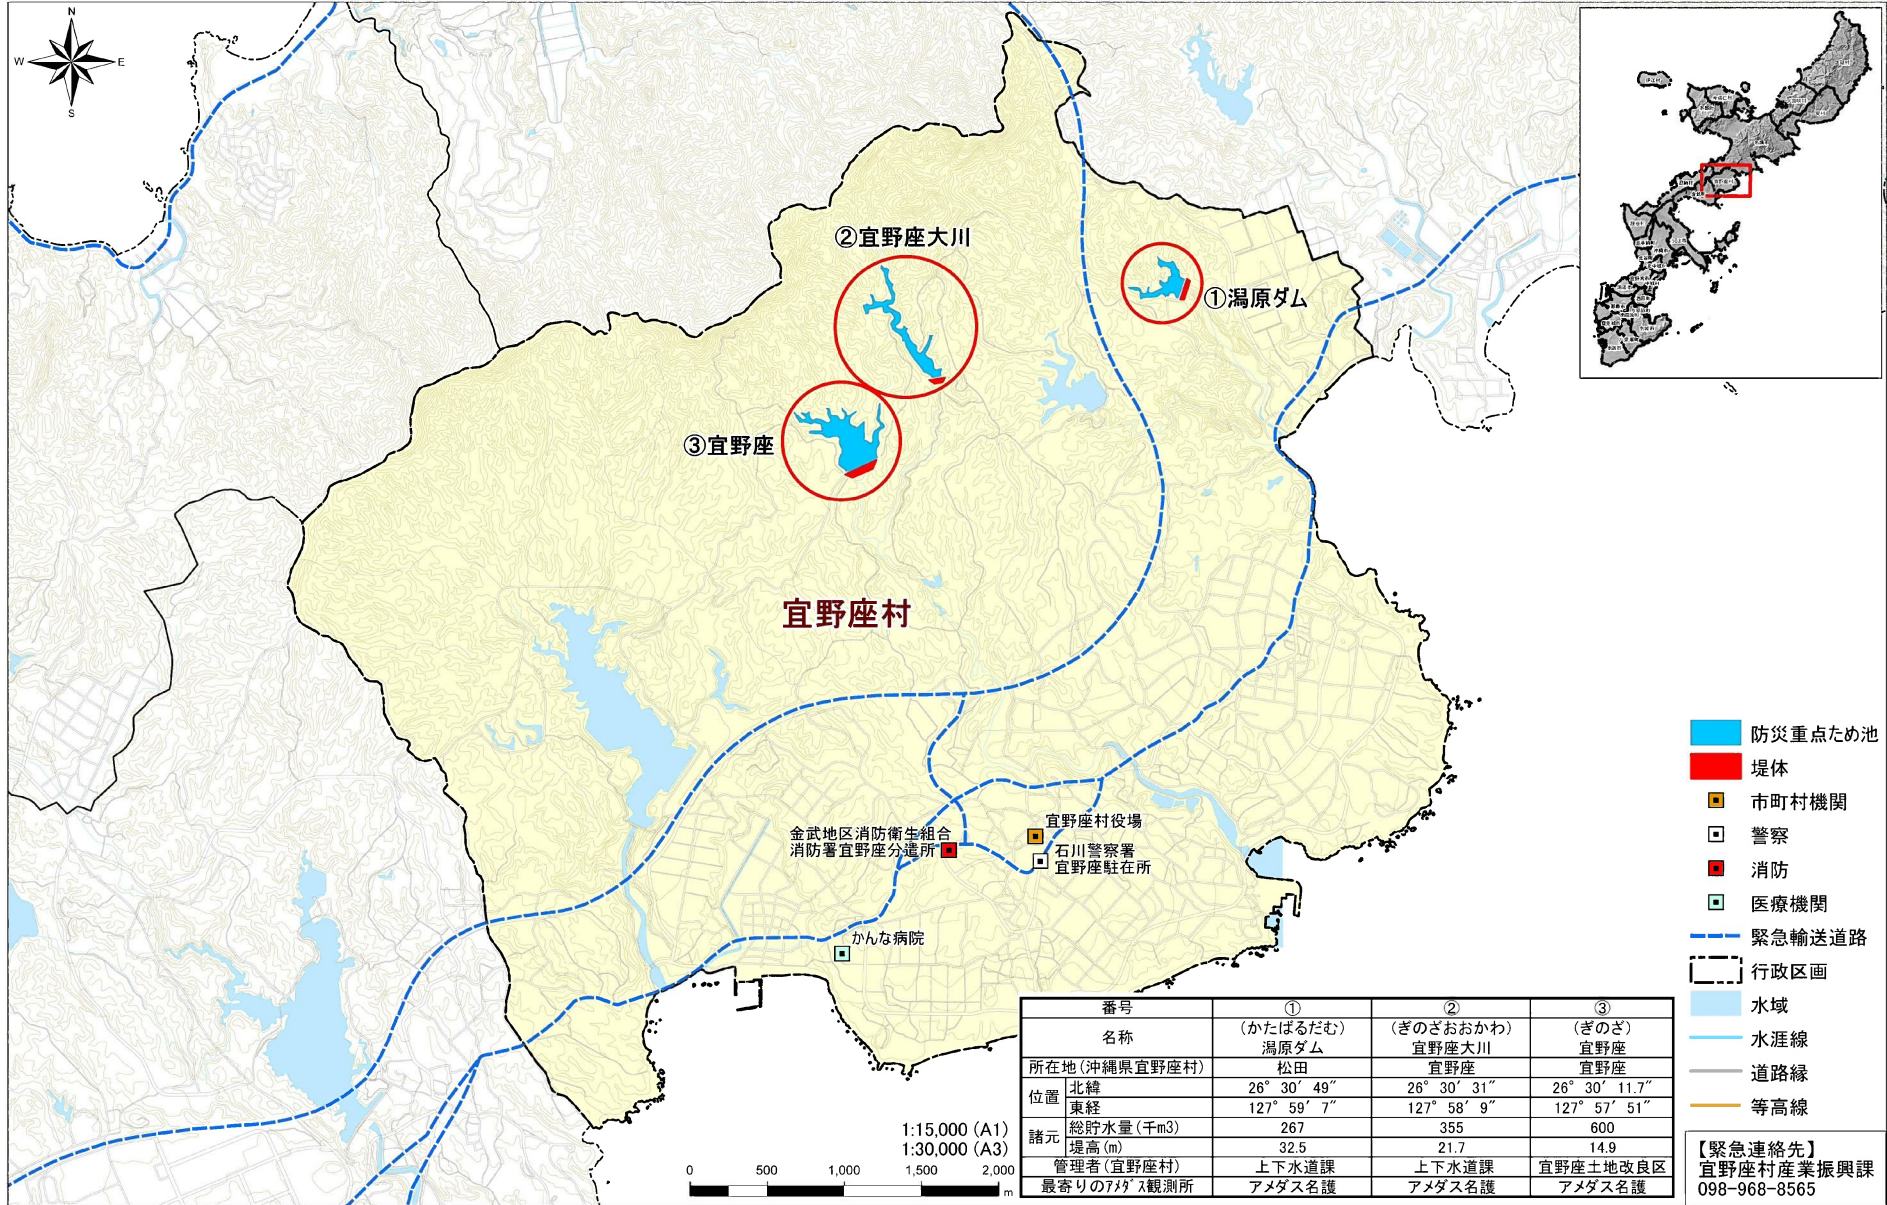 N
W
E
S
②宜野座大川
①潟原ダム
③宜野座
宜野座村
宜野座村役場
金武地区消防衛生組合
消防署宜野座分遣所
石川警察署
宜野座駐在所
かんな病院
防災重点ため池
堤体
市町村機関
警察
消防
医療機関
緊急輸送道路
行政区画
水域
水涯線
道路縁
等高線
1:15,000 (A1)
1:30,000 (A3)
0 500 1,000 1,500 2,000
m
番号 ① ② ③
名称 (かたばるだむ) 潟原ダム (ぎのざおおかわ) 宜野座大川 (ぎのざ) 宜野座
所在地(沖縄県宜野座村) 松田 宜野座 宜野座
位置 北緯 26° 30′ 49″ 26° 30′ 31″ 26° 30′ 11.7″
東経 127° 59′ 7″ 127° 58′ 9″ 127° 57′ 51″
諸元 総貯水量(千m3) 267 355 600
堤高(m) 32.5 21.7 14.9
管理者(宜野座村) 上下水道課 上下水道課 宜野座土地改良区
最寄りのアメダス観測所 アメダス名護 アメダス名護 アメダス名護
【緊急連絡先】
宜野座村産業振興課
098-968-8565